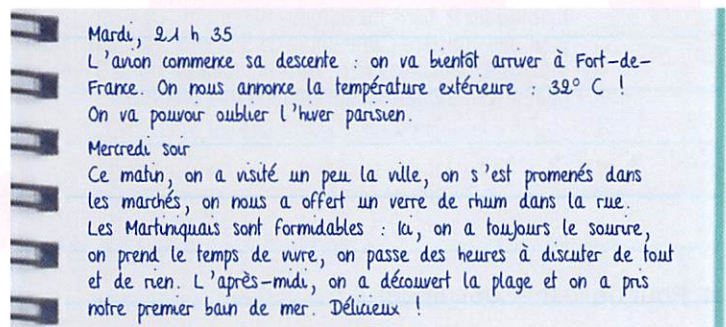 Mardi, 21 h 35
L'avion commence sa descente : on va bientôt arriver à Fort-de-
France. On nous annonce la température extérieure : 32° C !
On va pouvoir oublier l'hiver parisien.
Mercredi soir
Ce matin, on a visité un peu la ville, on s'est promenés dans
les marchés, on nous a offert un verre de rhum dans la rue.
Les Martiniquais sont formidables : Ici, on a toujours le sourire,
on prend le temps de vivre, on passe des heures à discuter de tout
et de rien. L'après-midi, on a découvert la plage et on a pris
notre premier bain de mer. Délicieux !